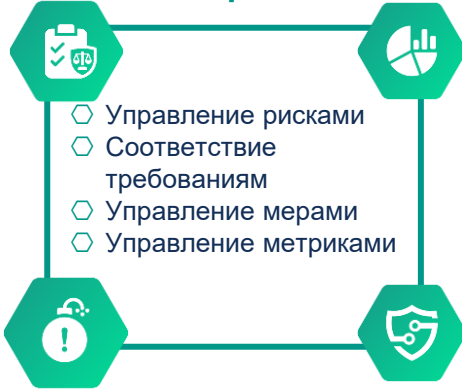 Управление рисками
Соответствие
требованиям
Управление мерами
Управление метриками